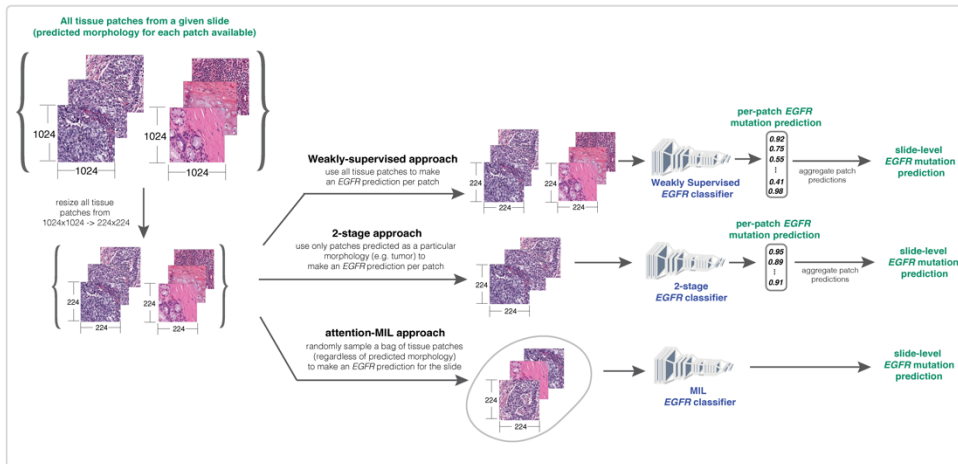 All tissue patches from a given slide
(predicted morphology for each patch available)
1024
1024
1024
1024
resize all tissue
patches from
1024x1024 -> 224x224
224
224
224
224
Weakly-supervised approach
use all tissue patches to make
an EGFR prediction per patch
224
224
224
224
Weakly Supervised
EGFR classifier
per-patch EGFR
mutation prediction
0.92
0.75
0.55
⋮
0.41
0.98
aggregate patch
predictions
slide-level
EGFR mutation
prediction
2-stage approach
use only patches predicted as a particular
morphology (e.g. tumor) to
make an EGFR prediction per patch
224
224
2-stage
EGFR classifier
per-patch EGFR
mutation prediction
0.95
0.89
⋮
0.91
aggregate patch
predictions
slide-level
EGFR mutation
prediction
attention-MIL approach
randomly sample a bag of tissue patches
(regardless of predicted morphology)
to make an EGFR prediction for the slide
224
224
MIL
EGFR classifier
slide-level
EGFR mutation
prediction